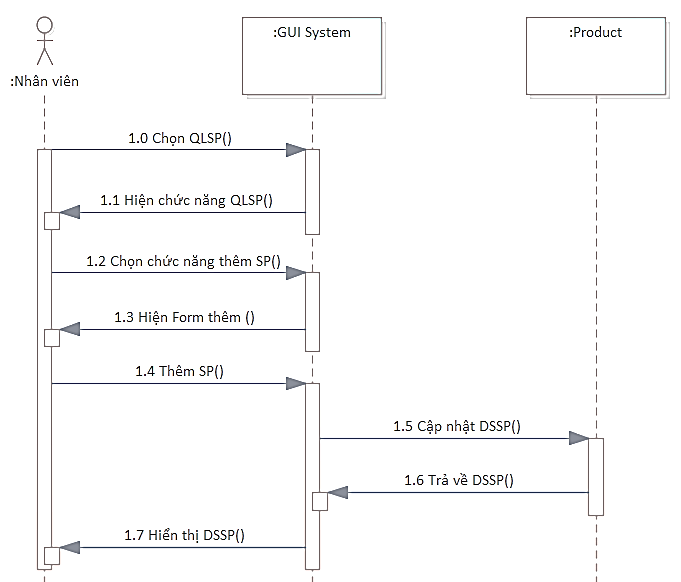 :GUI System
:Product
:Nhân viên
1.0 Chọn QLSP()
1.1 Hiện chức năng QLSP()
1.2 Chọn chức năng thêm SP()
1.3 Hiện Form thêm ()
1.4 Thêm SP()
1.5 Cập nhật DSSP()
1.6 Trả về DSSP()
1.7 Hiển thị DSSP()